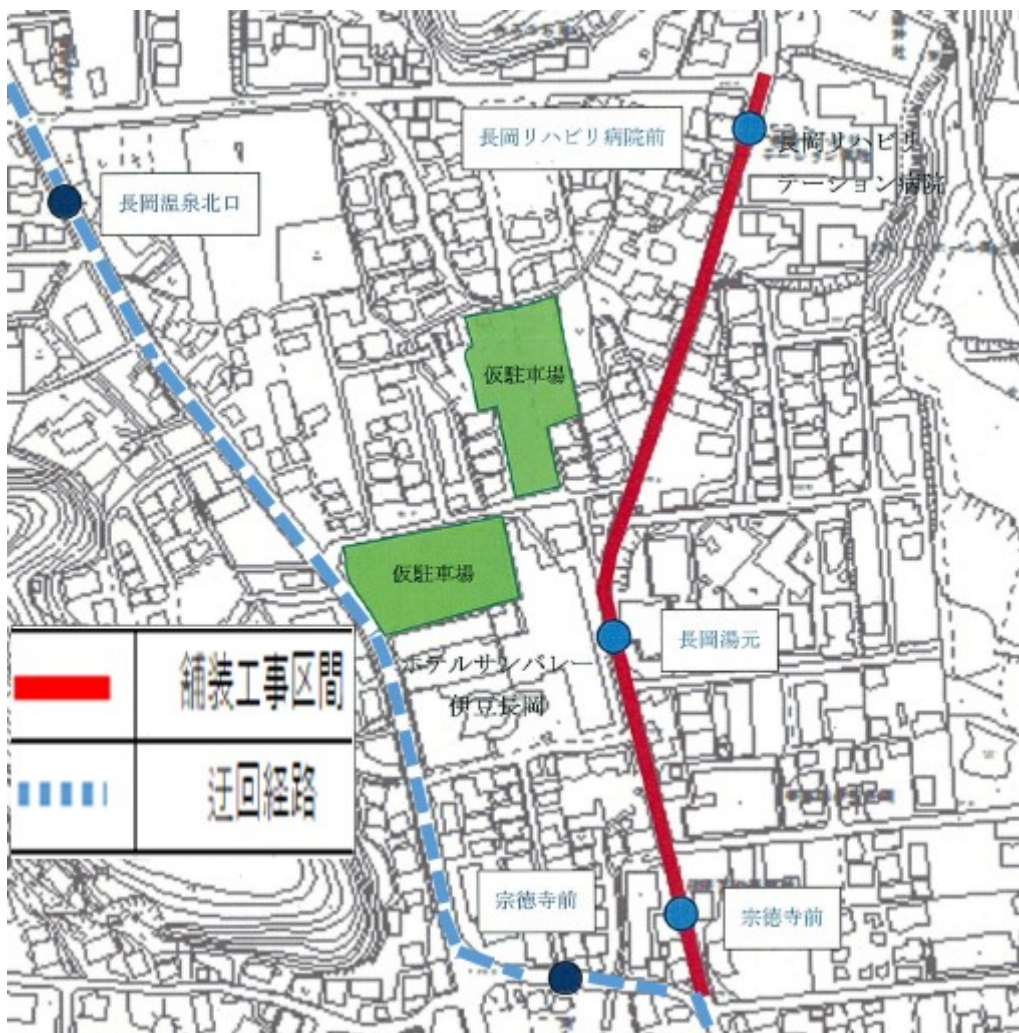 長岡リハビリ病院前
長岡リハビリ
テーション病院
長岡温泉北口
仮駐車場
仮駐車場
長岡湯元
ホテルサンバレー
伊豆長岡
舗装工事区間
迂回経路
宗徳寺前
宗徳寺前